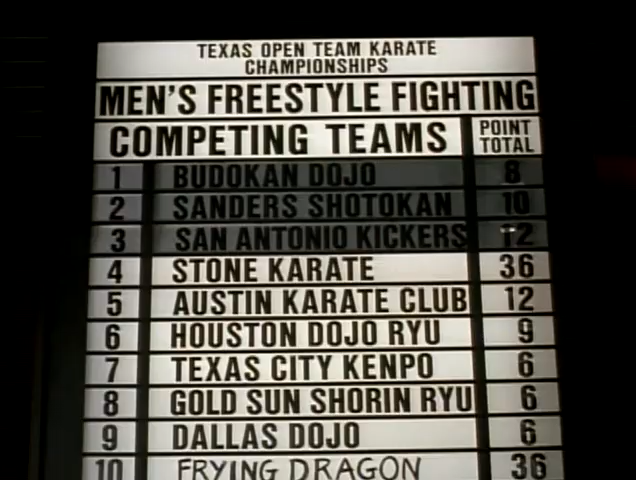 TEXAS OPEN TEAM KARATE
CHAMPIONSHIPS
MEN'S FREESTYLE FIGHTING
COMPETING TEAMS POINT TOTAL
1 BUDOKAN DOJO 8
2 SANDERS SHOTOKAN 10
3 SAN ANTONIO KICKERS 12
4 STONE KARATE 36
5 AUSTIN KARATE CLUB 12
6 HOUSTON DOJO RYU 9
7 TEXAS CITY KENPO 6
8 GOLD SUN SHORIN RYU 6
9 DALLAS DOJO 6
10 FRYING DRAGON 36